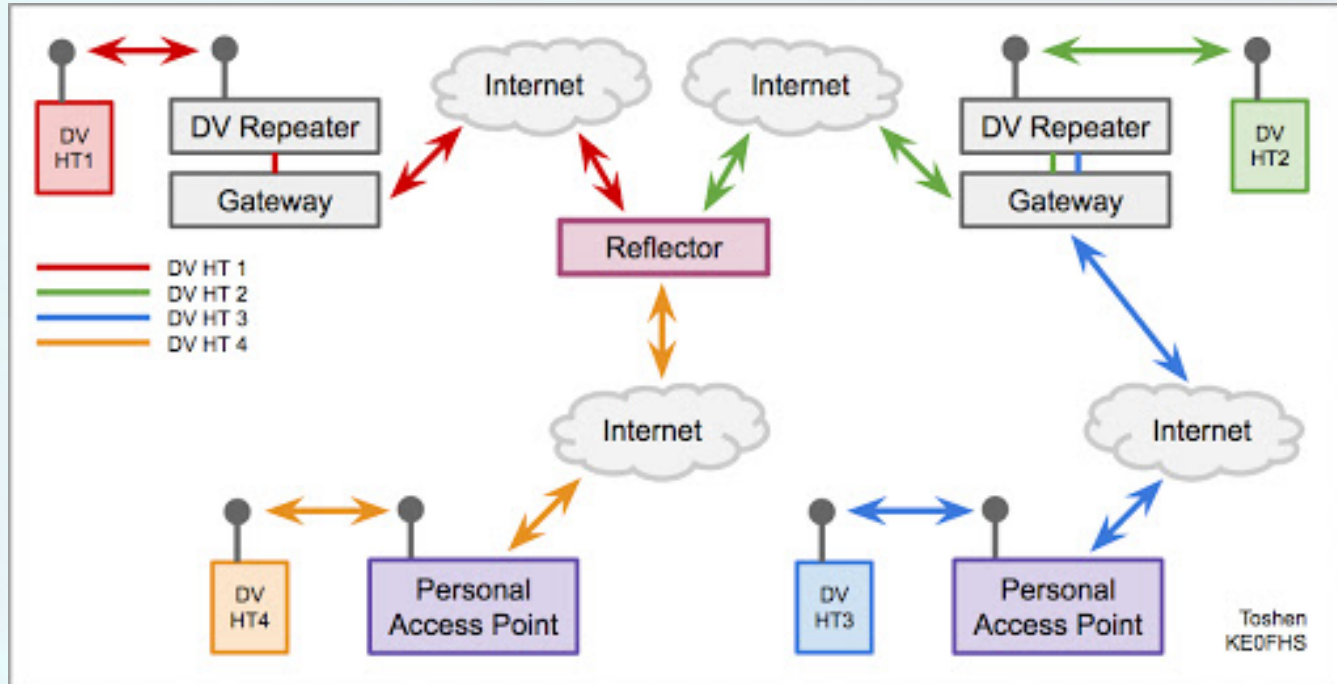 Internet
Internet
DV
HT1
DV Repeater
Gateway
DV Repeater
Gateway
DV
HT2
Reflector
DV HT 1
DV HT 2
DV HT 3
DV HT 4
Internet
Internet
DV
HT4
Personal
Access Point
DV
HT3
Personal
Access Point
Toshen
KE0FHS